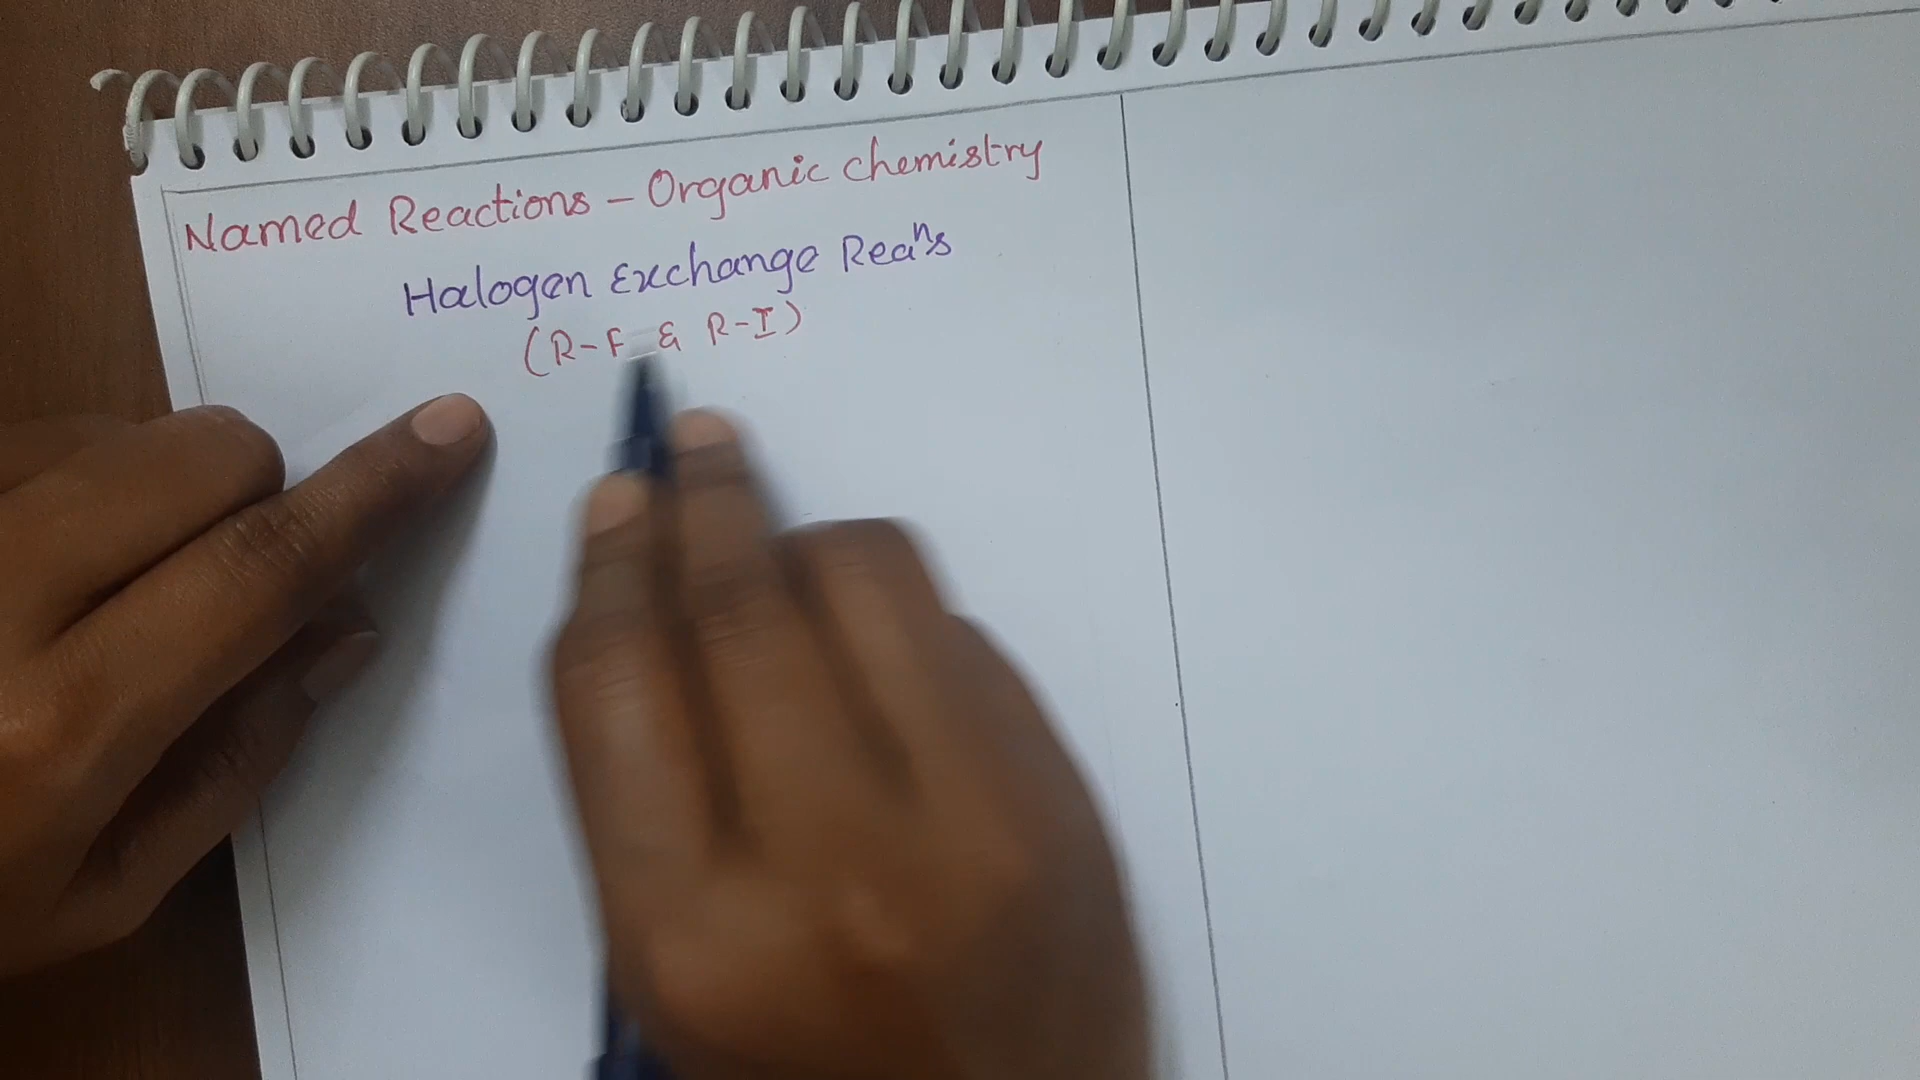 Named Reactions - Organic chemistry
Halogen Exchange Reaⁿs
(R-F & R-I)